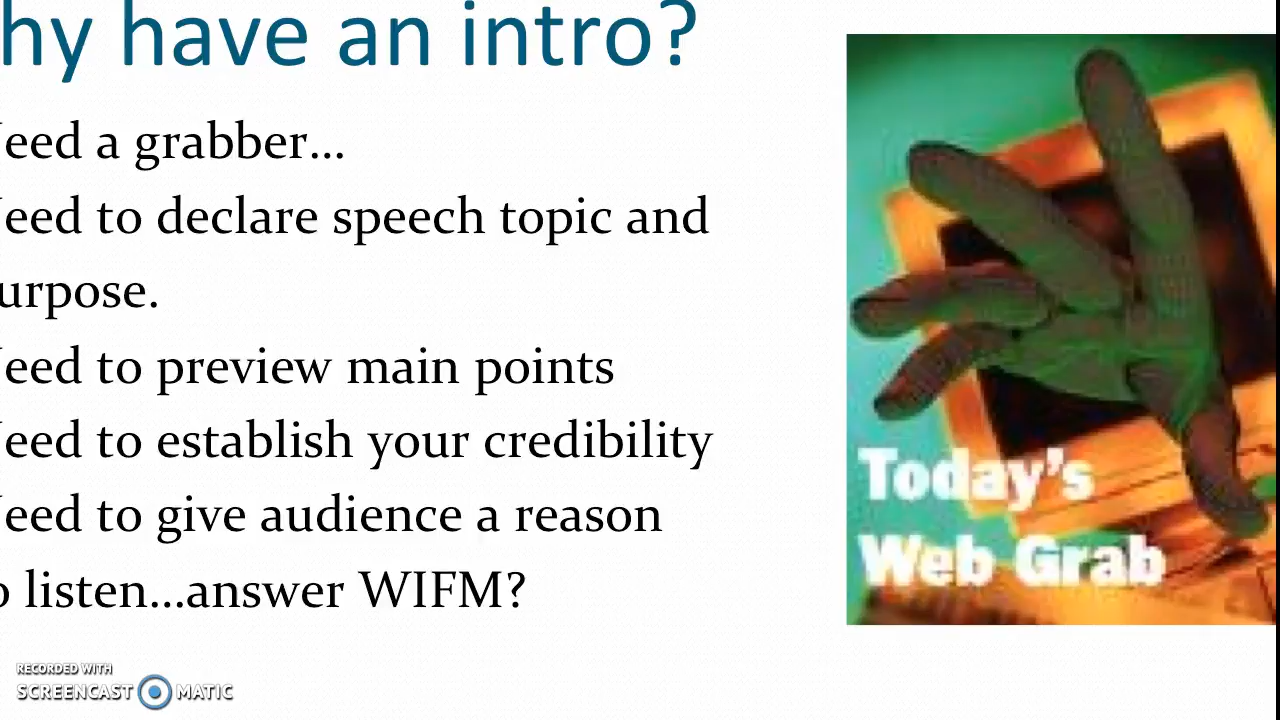 hy have an intro?
eed a grabber...
eed to declare speech topic and
urpose.
eed to preview main points
eed to establish your credibility
eed to give audience a reason
o listen...answer WIFM?
Today's
Web Grab
RECORDED WITH
SCREENCAST MATIC